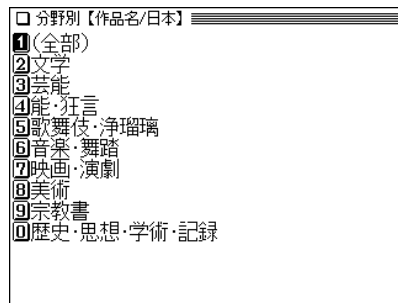 分野別【作品名/日本】
1(全部)
2文学
3芸能
4能·狂言
5歌舞伎·浄瑠璃
6音楽·舞踏
7映画·演劇
8美術
9宗教書
0歴史·思想·学術·記録